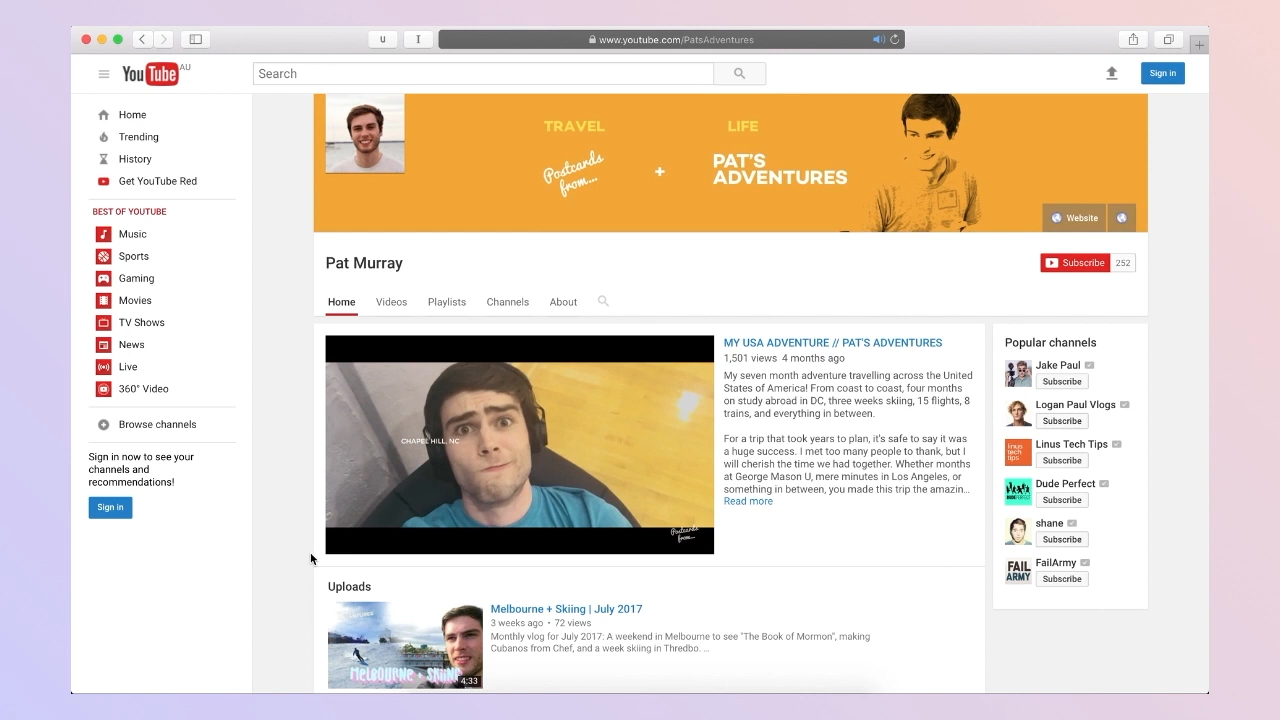 U
I
www.youtube.com/PatsAdventures
YouTube AU
Search
Sign in
Home
Trending
History
Get YouTube Red
BEST OF YOUTUBE
Music
Sports
Gaming
Movies
TV Shows
News
Live
360° Video
Browse channels
Sign in now to see your
channels and
recommendations!
Sign in
TRAVEL
LIFE
Postcards
from...
+
PAT'S
ADVENTURES
Website
Pat Murray
Subscribe 252
Home Videos Playlists Channels About
CHAPEL HILL, NC
Postcards
from...
MY USA ADVENTURE // PAT'S ADVENTURES
1,501 views 4 months ago
My seven month adventure travelling across the United
States of America! From coast to coast, four months
on study abroad in DC, three weeks skiing, 15 flights, 8
trains, and everything in between.
For a trip that took years to plan, it's safe to say it was
a huge success. I met too many people to thank, but I
will cherish the time we had together. Whether months
at George Mason U, mere minutes in Los Angeles, or
something in between, you made this trip the amazin...
Read more
Popular channels
Jake Paul
Subscribe
Logan Paul Vlogs
Subscribe
linus
tech
tips
Linus Tech Tips
Subscribe
DUDE PERFECT
Dude Perfect
Subscribe
shane
Subscribe
FAIL
ARMY
FailArmy
Subscribe
Uploads
MELBOURNE + SKIING
4:33
Melbourne + Skiing | July 2017
3 weeks ago • 72 views
Monthly vlog for July 2017: A weekend in Melbourne to see "The Book of Mormon", making
Cubanos from Chef, and a week skiing in Thredbo. ...